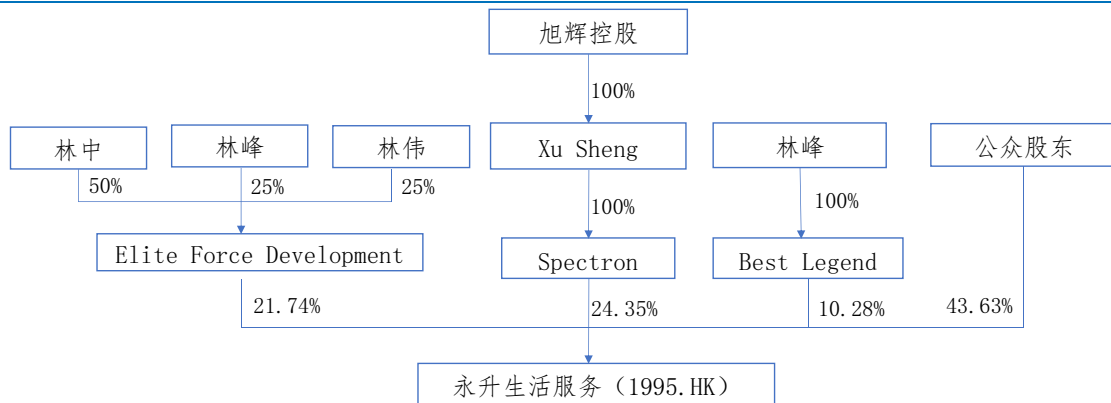 旭辉控股
100%
林中
林峰
林伟
Xu Sheng
林峰
公众股东
50%
25%
25%
100%
100%
Elite Force Development
Spectron
Best Legend
21.74%
24.35%
10.28%
43.63%
永升生活服务（1995.HK）